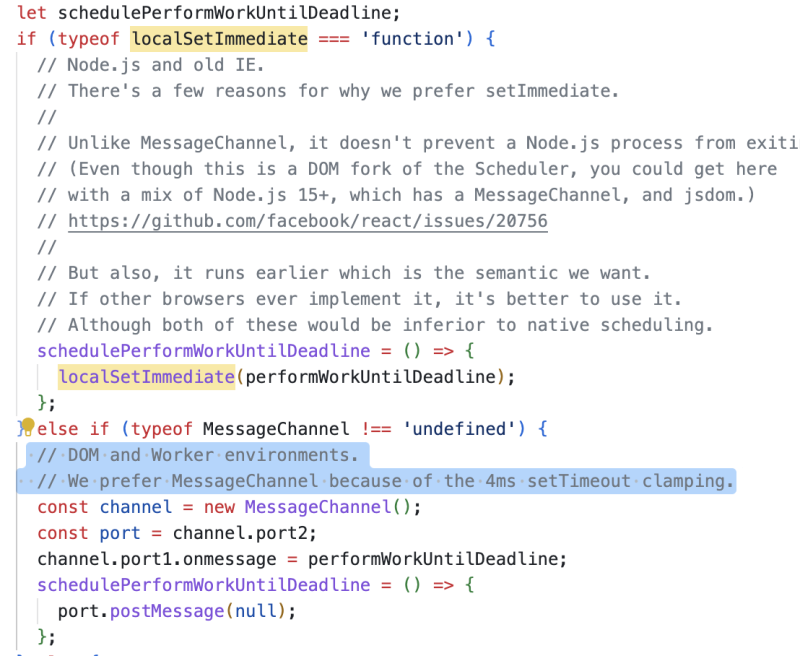 let schedulePerformWorkUntilDeadline;
if (typeof localSetImmediate === 'function') {
// Node.js and old IE.
// There's a few reasons for why we prefer setImmediate.
//
// Unlike MessageChannel, it doesn't prevent a Node.js process from exiti
// (Even though this is a DOM fork of the Scheduler, you could get here
// with a mix of Node.js 15+, which has a MessageChannel, and jsdom.)
// https://github.com/facebook/react/issues/20756
//
// But also, it runs earlier which is the semantic we want.
// If other browsers ever implement it, it's better to use it.
// Although both of these would be inferior to native scheduling.
schedulePerformWorkUntilDeadline = () => {
localSetImmediate(performWorkUntilDeadline);
};
} else if (typeof MessageChannel !== 'undefined') {
// DOM and Worker environments.
// We prefer MessageChannel because of the 4ms setTimeout clamping.
const channel = new MessageChannel();
const port = channel.port2;
channel.port1.onmessage = performWorkUntilDeadline;
schedulePerformWorkUntilDeadline = () => {
port.postMessage(null);
};